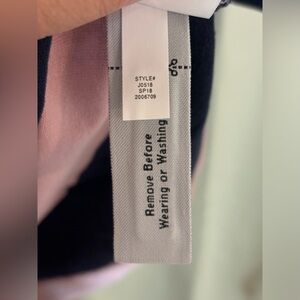 STYLE#
J0518
SP18
2006709
Remove Before
Wearing or Washing